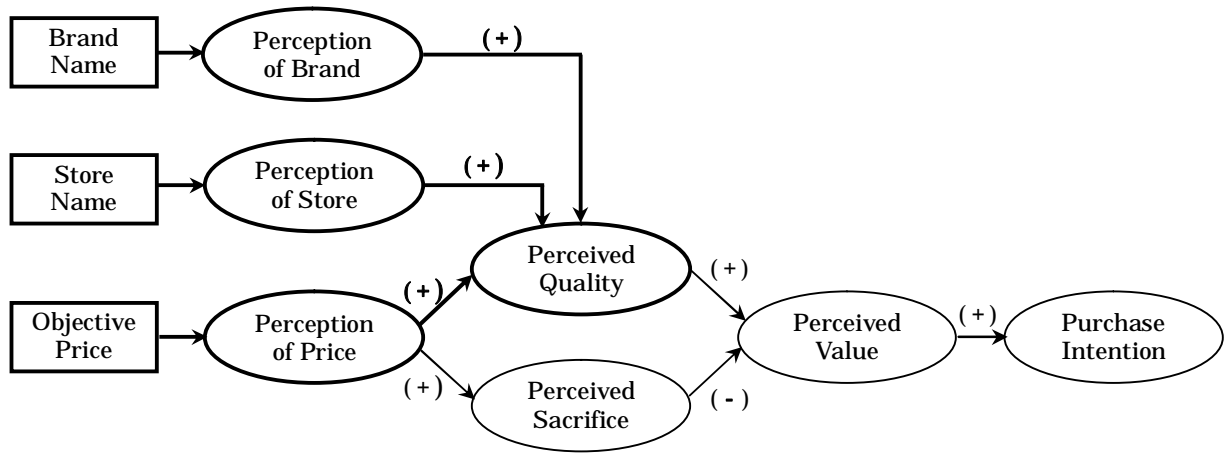 Brand
Name
Perception
of Brand
(+)
Store
Name
Perception
of Store
(+)
Perceived
Quality
Objective
Price
Perception
of Price
(+)
(+)
Perceived
Sacrifice
(+)
(-)
Perceived
Value
(+)
Purchase
Intention